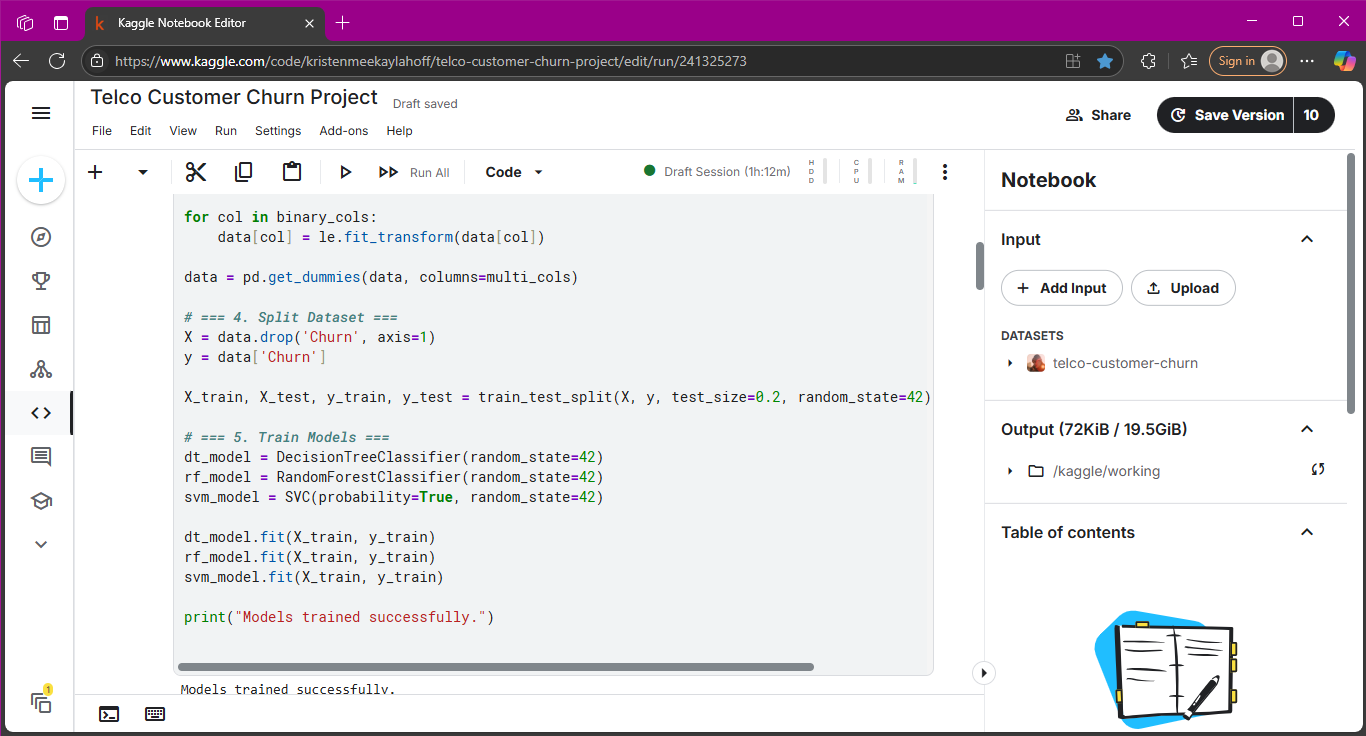 Kaggle Notebook Editor
https://www.kaggle.com/code/kristenmeekaylahoff/telco-customer-churn-project/edit/run/241325273
Sign in
Telco Customer Churn Project
Draft saved
File Edit View Run Settings Add-ons Help
Share
Save Version 10
Run All
Code
Draft Session (1h:12m)
HDD
CPU
RAM
for col in binary_cols:
    data[col] = le.fit_transform(data[col])
data = pd.get_dummies(data, columns=multi_cols)
# === 4. Split Dataset ===
X = data.drop('Churn', axis=1)
y = data['Churn']
X_train, X_test, y_train, y_test = train_test_split(X, y, test_size=0.2, random_state=42)
# === 5. Train Models ===
dt_model = DecisionTreeClassifier(random_state=42)
rf_model = RandomForestClassifier(random_state=42)
svm_model = SVC(probability=True, random_state=42)
dt_model.fit(X_train, y_train)
rf_model.fit(X_train, y_train)
svm_model.fit(X_train, y_train)
print("Models trained successfully.")
Models trained successfully.
Notebook
Input
Add Input
Upload
DATASETS
telco-customer-churn
Output (72KiB / 19.5GiB)
/kaggle/working
Table of contents
1